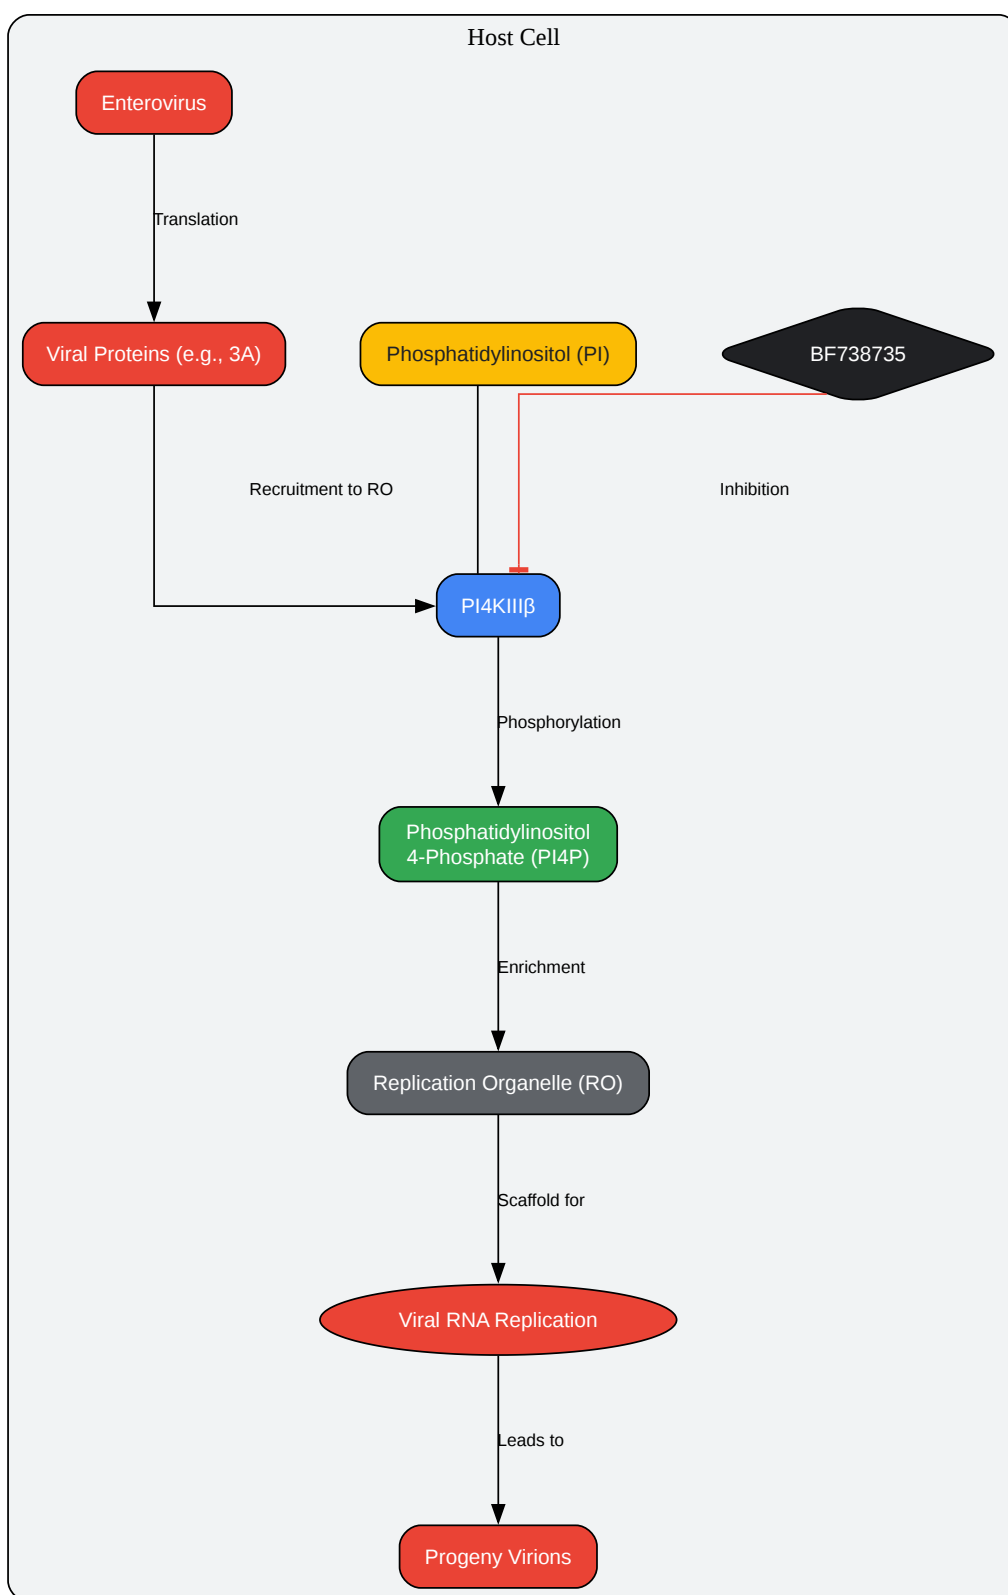 Host Cell
Enterovirus
Translation
Viral Proteins (e.g., 3A)
Phosphatidylinositol (PI)
BF738735
Recruitment to RO
Inhibition
PI4KIIIβ
Phosphorylation
Phosphatidylinositol
4-Phosphate (PI4P)
Enrichment
Replication Organelle (RO)
Scaffold for
Viral RNA Replication
Leads to
Progeny Virions